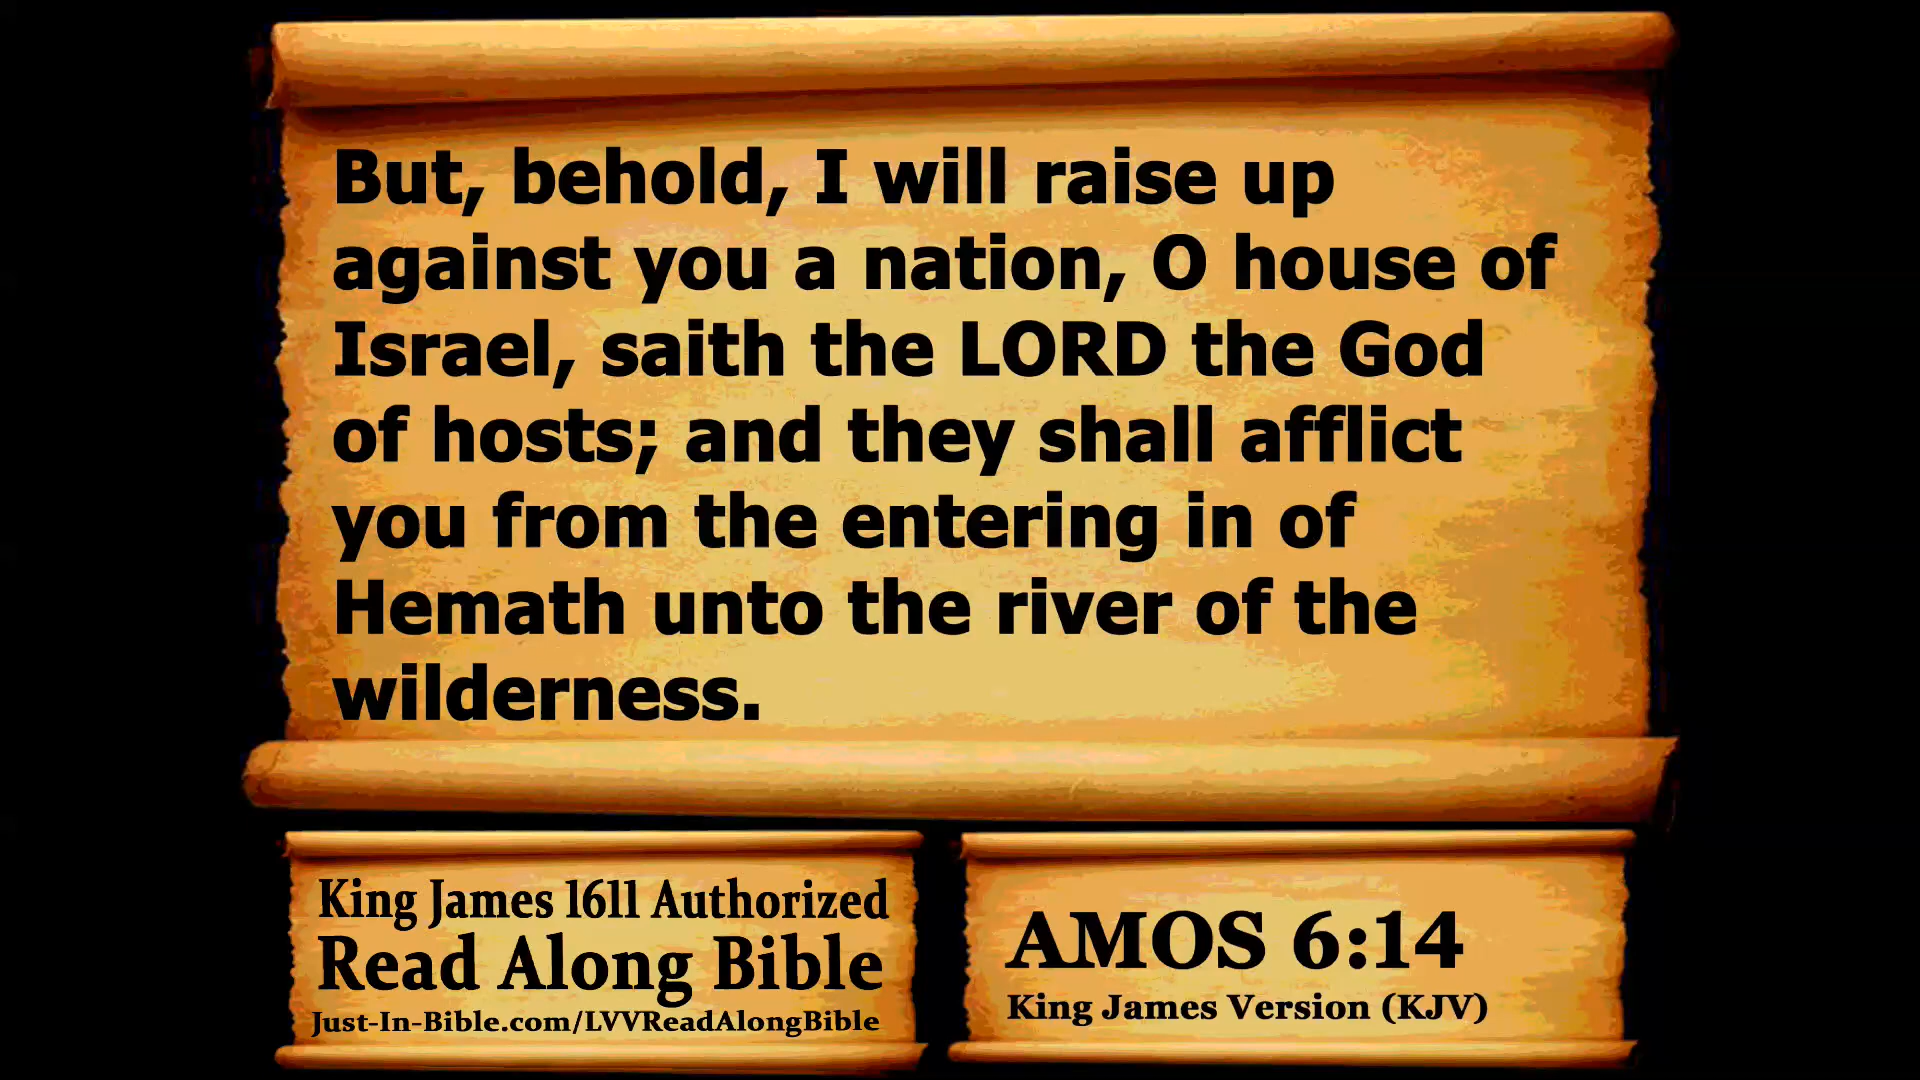 But, behold, I will raise up
against you a nation, O house of
Israel, saith the LORD the God
of hosts; and they shall afflict
you from the entering in of
Hemath unto the river of the
wilderness.
King James 1611 Authorized
Read Along Bible
Just-In-Bible.com/LVVReadAlongBible
AMOS 6:14
King James Version (KJV)